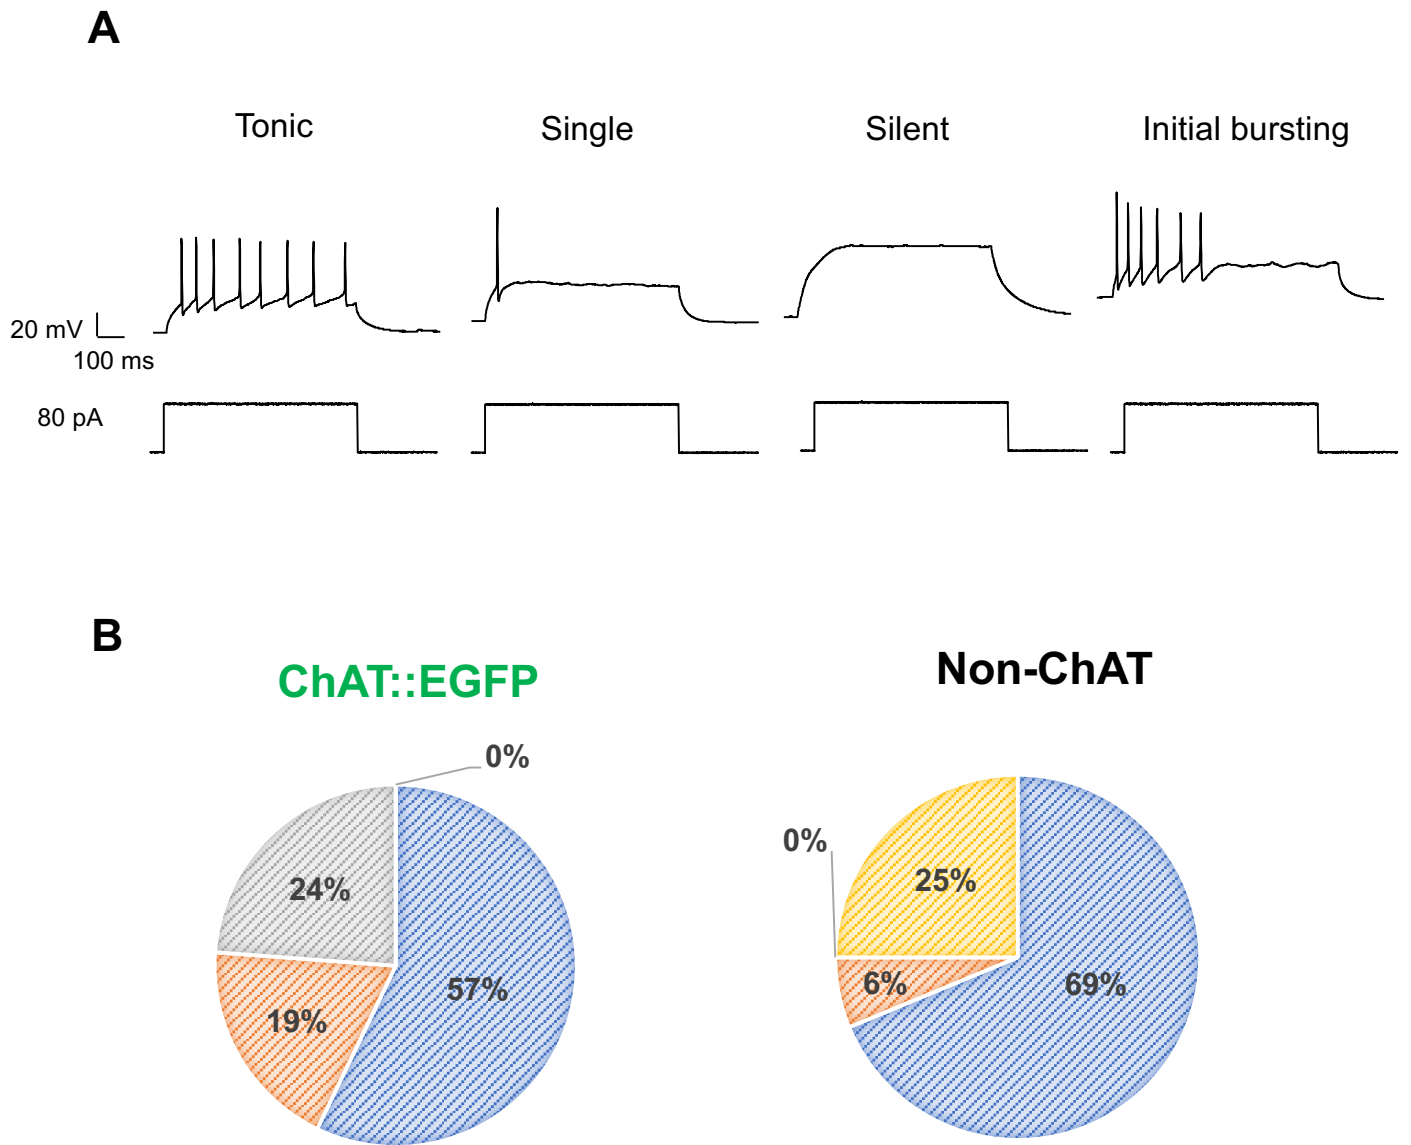 A
Tonic
Single
Silent
Initial bursting
20 mV
100 ms
80 pA
B
ChAT::EGFP
Non-ChAT
0%
24%
57%
19%
0%
25%
6%
69%